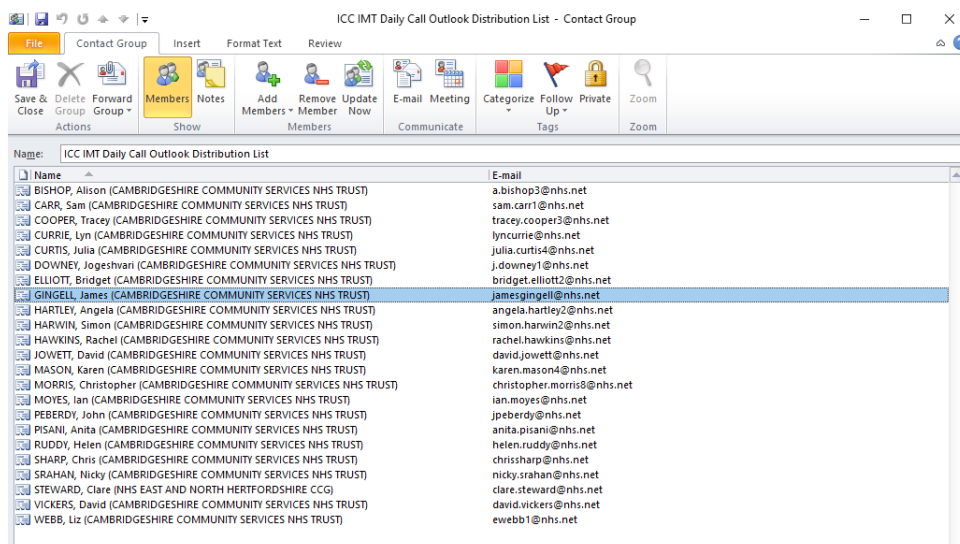 ICC IMT Daily Call Outlook Distribution List - Contact Group
File Contact Group Insert Format Text Review
Save & Close Delete Group Forward Group Members Notes Add Members Remove Member Update Now E-mail Meeting Categorize Follow Up Private Zoom
Actions Show Members Communicate Tags Zoom
Name: ICC IMT Daily Call Outlook Distribution List
Name E-mail
BISHOP, Alison (CAMBRIDGESHIRE COMMUNITY SERVICES NHS TRUST) a.bishop3@nhs.net
CARR, Sam (CAMBRIDGESHIRE COMMUNITY SERVICES NHS TRUST) sam.carr1@nhs.net
COOPER, Tracey (CAMBRIDGESHIRE COMMUNITY SERVICES NHS TRUST) tracey.cooper3@nhs.net
CURRIE, Lyn (CAMBRIDGESHIRE COMMUNITY SERVICES NHS TRUST) lyncurrie@nhs.net
CURTIS, Julia (CAMBRIDGESHIRE COMMUNITY SERVICES NHS TRUST) julia.curtis4@nhs.net
DOWNEY, Jogeshvari (CAMBRIDGESHIRE COMMUNITY SERVICES NHS TRUST) j.downey1@nhs.net
ELLIOTT, Bridget (CAMBRIDGESHIRE COMMUNITY SERVICES NHS TRUST) bridget.elliott2@nhs.net
GINGELL, James (CAMBRIDGESHIRE COMMUNITY SERVICES NHS TRUST) jamesgingell@nhs.net
HARTLEY, Angela (CAMBRIDGESHIRE COMMUNITY SERVICES NHS TRUST) angela.hartley2@nhs.net
HARWIN, Simon (CAMBRIDGESHIRE COMMUNITY SERVICES NHS TRUST) simon.harwin2@nhs.net
HAWKINS, Rachel (CAMBRIDGESHIRE COMMUNITY SERVICES NHS TRUST) rachel.hawkins@nhs.net
JOWETT, David (CAMBRIDGESHIRE COMMUNITY SERVICES NHS TRUST) david.jowett@nhs.net
MASON, Karen (CAMBRIDGESHIRE COMMUNITY SERVICES NHS TRUST) karen.mason4@nhs.net
MORRIS, Christopher (CAMBRIDGESHIRE COMMUNITY SERVICES NHS TRUST) christopher.morris8@nhs.net
MOYES, Ian (CAMBRIDGESHIRE COMMUNITY SERVICES NHS TRUST) ian.moyes@nhs.net
PEBERDY, John (CAMBRIDGESHIRE COMMUNITY SERVICES NHS TRUST) jpeberdy@nhs.net
PISANI, Anita (CAMBRIDGESHIRE COMMUNITY SERVICES NHS TRUST) anita.pisani@nhs.net
RUDDY, Helen (CAMBRIDGESHIRE COMMUNITY SERVICES NHS TRUST) helen.ruddy@nhs.net
SHARP, Chris (CAMBRIDGESHIRE COMMUNITY SERVICES NHS TRUST) chrissharp@nhs.net
SRAHAN, Nicky (CAMBRIDGESHIRE COMMUNITY SERVICES NHS TRUST) nicky.srahan@nhs.net
STEWARD, Clare (NHS EAST AND NORTH HERTFORDSHIRE CCG) clare.steward@nhs.net
VICKERS, David (CAMBRIDGESHIRE COMMUNITY SERVICES NHS TRUST) david.vickers@nhs.net
WEBB, Liz (CAMBRIDGESHIRE COMMUNITY SERVICES NHS TRUST) ewebb1@nhs.net